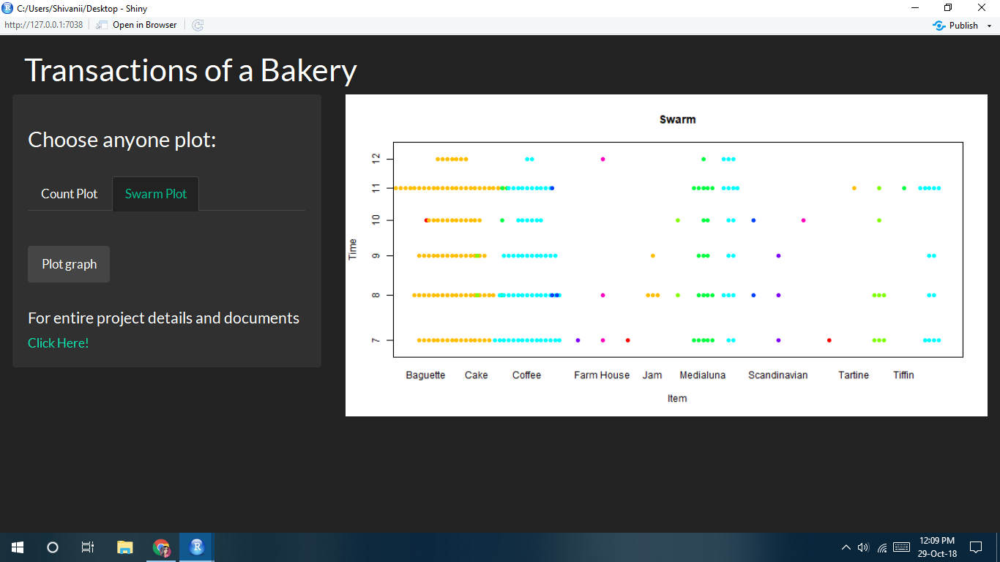 C:/Users/Shivanii/Desktop - Shiny
http://127.0.0.1:7038 Open in Browser Publish
Transactions of a Bakery
Choose anyone plot:
Count Plot Swarm Plot
Plot graph
For entire project details and documents
Click Here!
Swarm
12
11
10
9
8
7
Time
Baguette Cake Coffee Farm House Jam Medialuna Scandinavian Tartine Tiffin
Item
12:09 PM
29-Oct-18